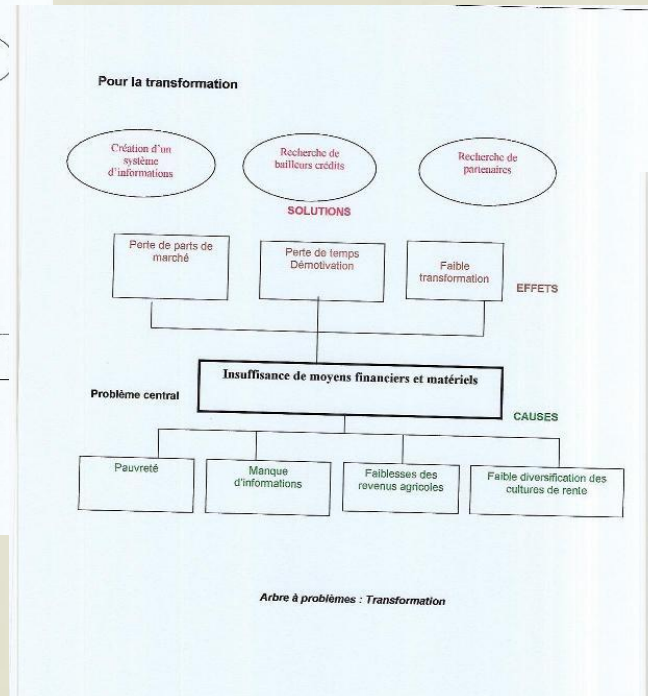 Pour la transformation
Création d'un
système
d'informations
Recherche de
bailleurs crédits
Recherche de
partenaires
SOLUTIONS
Perte de parts de
marché
Perte de temps
Démotivation
Faible
transformation
EFFETS
Insuffisance de moyens financiers et matériels
Problème central
CAUSES
Pauvreté
Manque
d'informations
Faiblesses des
revenus agricoles
Faible diversification des
cultures de rente
Arbre à problèmes : Transformation